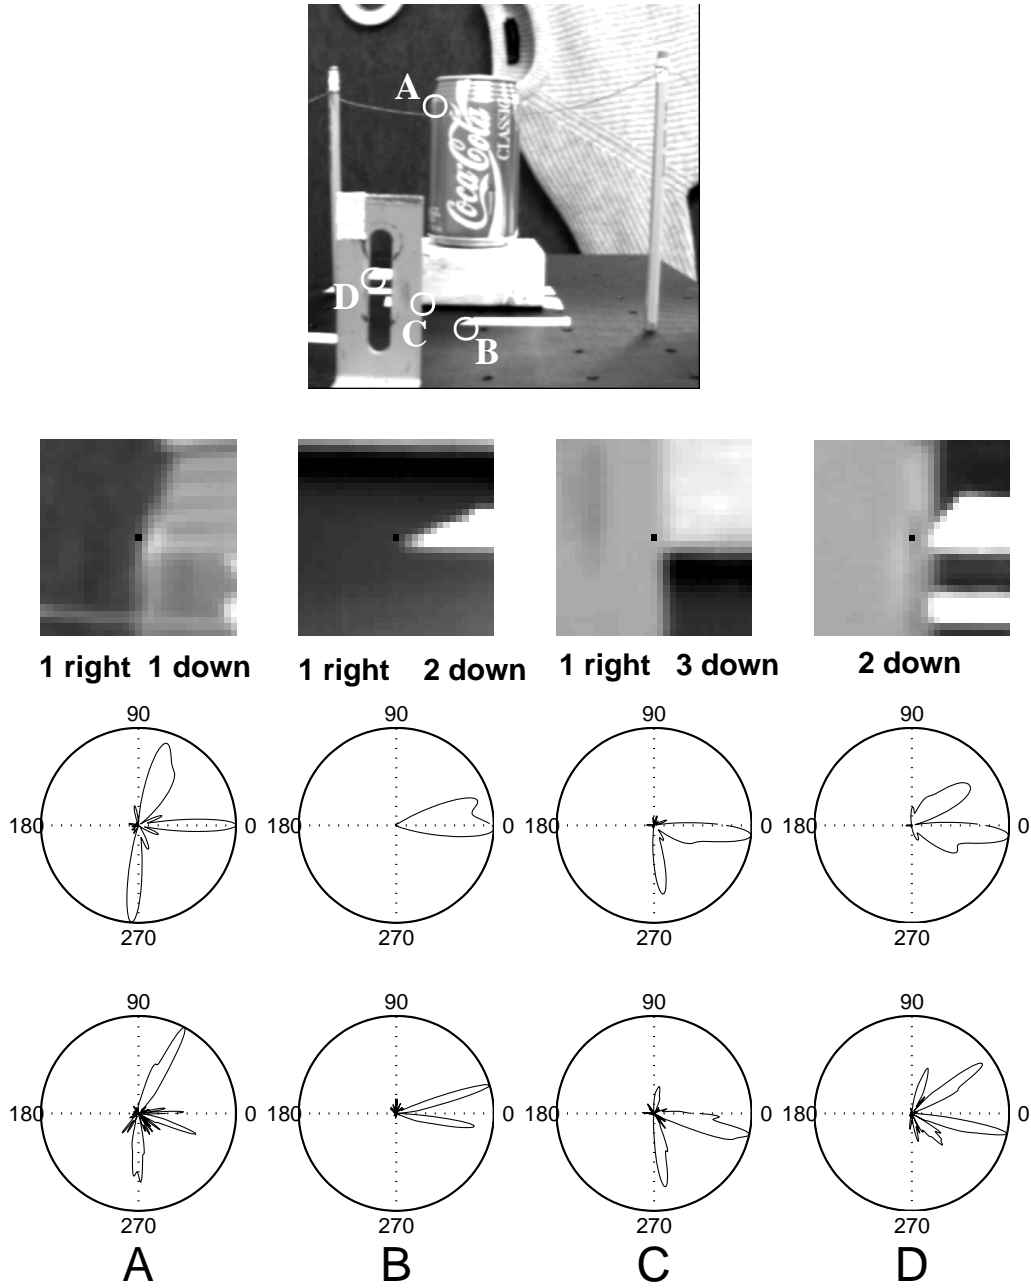 A
Coca-Cola
CLASSIC
D
C
B
1 right 1 down
1 right 2 down
1 right 3 down
2 down
90 90 90 90
180 0 180 0 180 0 180 0
270 270 270 270
90 90 90 90
180 0 180 0 180 0 180 0
270 270 270 270
A B C D